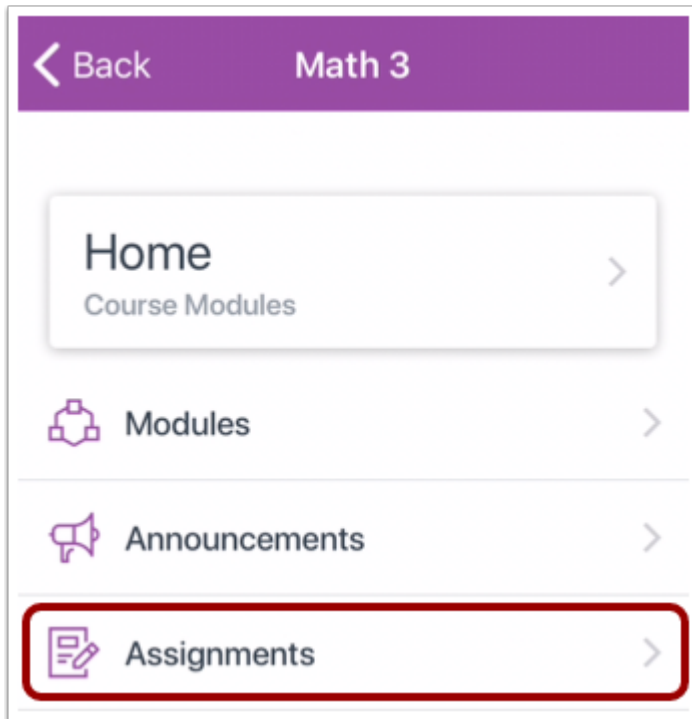 Back Math 3
Home
Course Modules
Modules
Announcements
Assignments